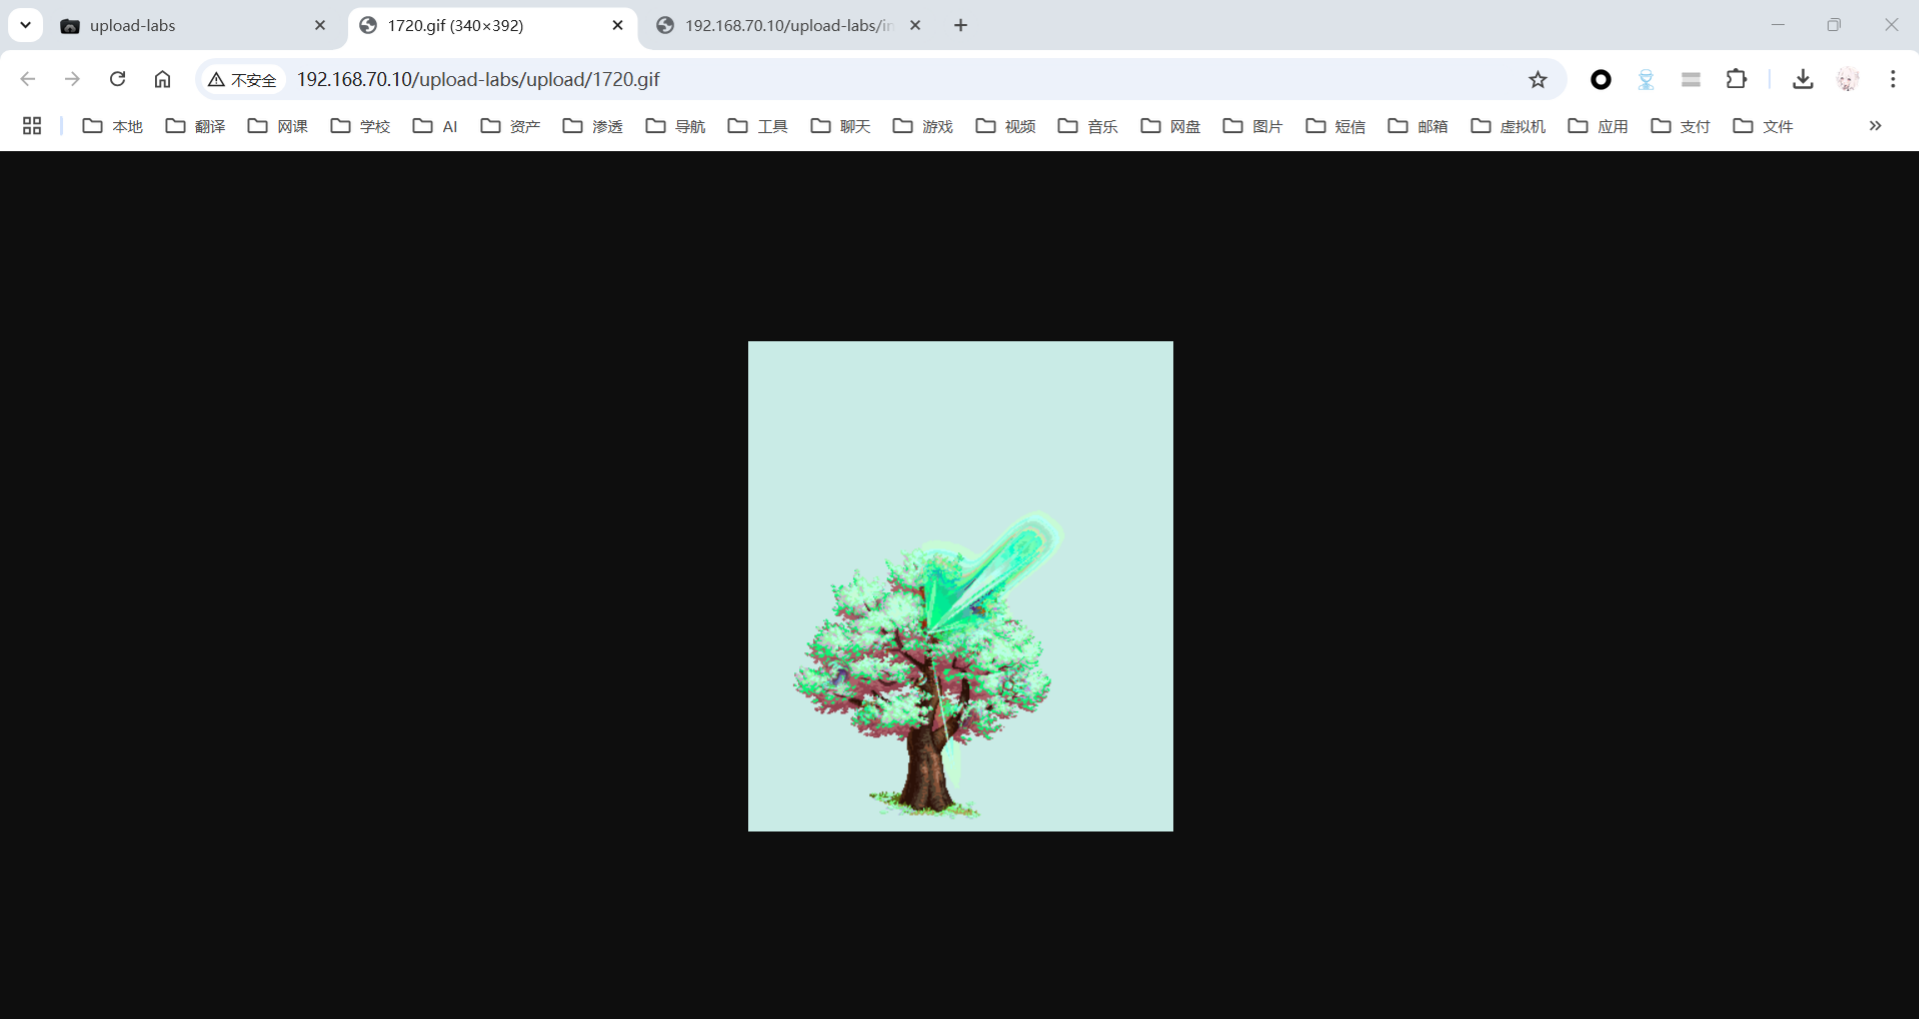 upload-labs
1720.gif (340×392)
192.168.70.10/upload-labs/in
不安全
192.168.70.10/upload-labs/upload/1720.gif
本地 翻译 网课 学校 AI 资产 渗透 导航 工具 聊天 游戏 视频 音乐 网盘 图片 短信 邮箱 虚拟机 应用 支付 文件